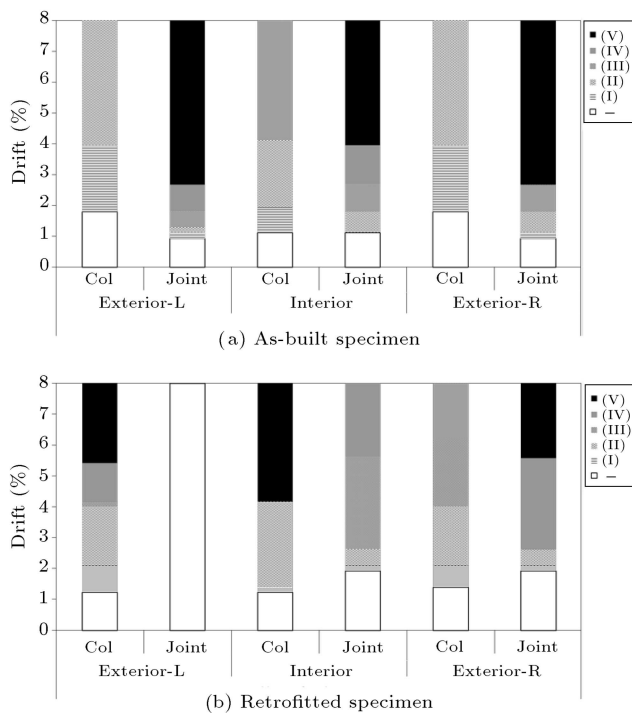 8
7
6
5
4
3
2
1
0
Drift (%)
(V)
(IV)
(III)
(II)
(I)
–
Col Joint Col Joint Col Joint
Exterior-L Interior Exterior-R
(a) As-built specimen
8
7
6
5
4
3
2
1
0
Drift (%)
(V)
(IV)
(III)
(II)
(I)
–
Col Joint Col Joint Col Joint
Exterior-L Interior Exterior-R
(b) Retrofitted specimen